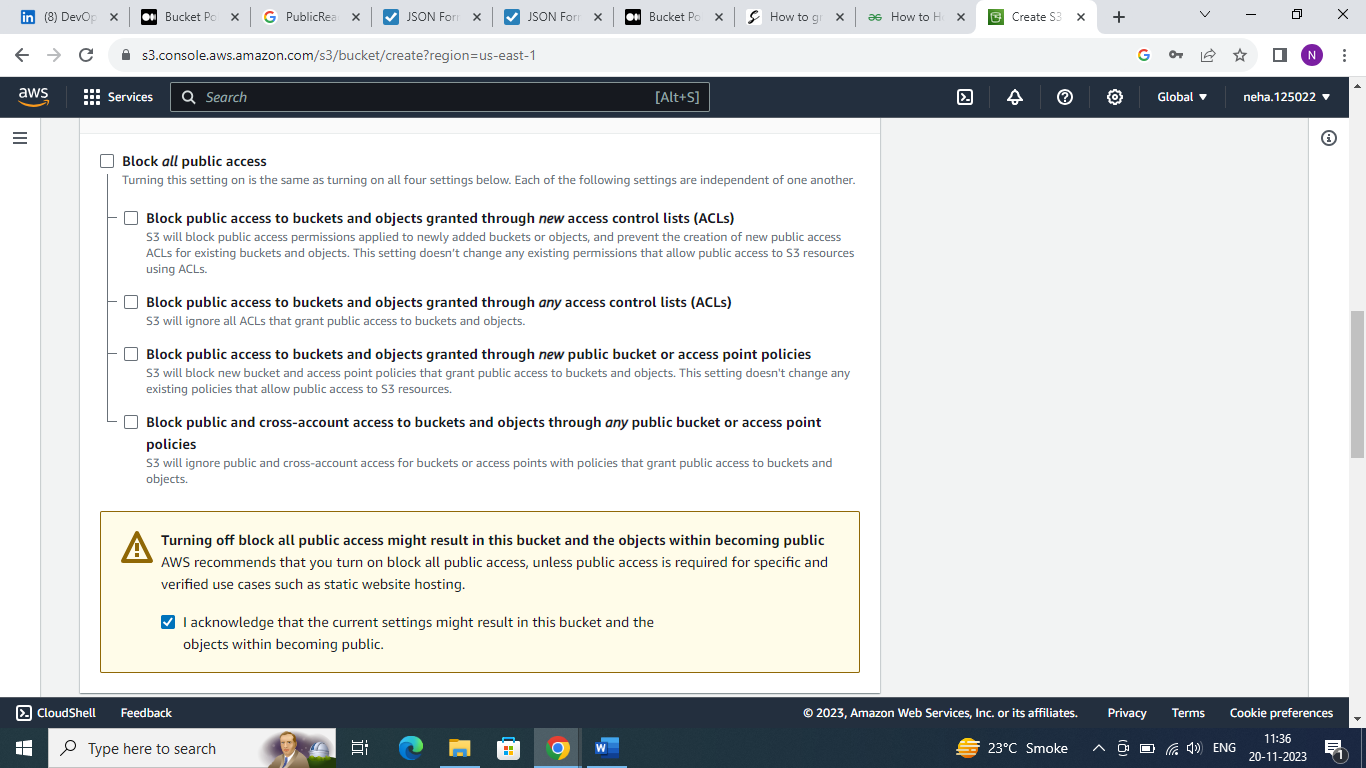 (8) DevOp
Bucket Po
PublicRea
JSON Forn
JSON Forn
Bucket Po
How to gr
How to H
Create S3
s3.console.aws.amazon.com/s3/bucket/create?region=us-east-1
N
aws
Services
Search
[Alt+S]
Global
neha.125022
Block all public access
Turning this setting on is the same as turning on all four settings below. Each of the following settings are independent of one another.
Block public access to buckets and objects granted through new access control lists (ACLs)
S3 will block public access permissions applied to newly added buckets or objects, and prevent the creation of new public access
ACLs for existing buckets and objects. This setting doesn't change any existing permissions that allow public access to S3 resources
using ACLs.
Block public access to buckets and objects granted through any access control lists (ACLs)
S3 will ignore all ACLs that grant public access to buckets and objects.
Block public access to buckets and objects granted through new public bucket or access point policies
S3 will block new bucket and access point policies that grant public access to buckets and objects. This setting doesn't change any
existing policies that allow public access to S3 resources.
Block public and cross-account access to buckets and objects through any public bucket or access point
policies
S3 will ignore public and cross-account access for buckets or access points with policies that grant public access to buckets and
objects.
Turning off block all public access might result in this bucket and the objects within becoming public
AWS recommends that you turn on block all public access, unless public access is required for specific and
verified use cases such as static website hosting.
I acknowledge that the current settings might result in this bucket and the
objects within becoming public.
CloudShell
Feedback
© 2023, Amazon Web Services, Inc. or its affiliates.
Privacy
Terms
Cookie preferences
Type here to search
23°C Smoke
ENG
11:36
20-11-2023
1